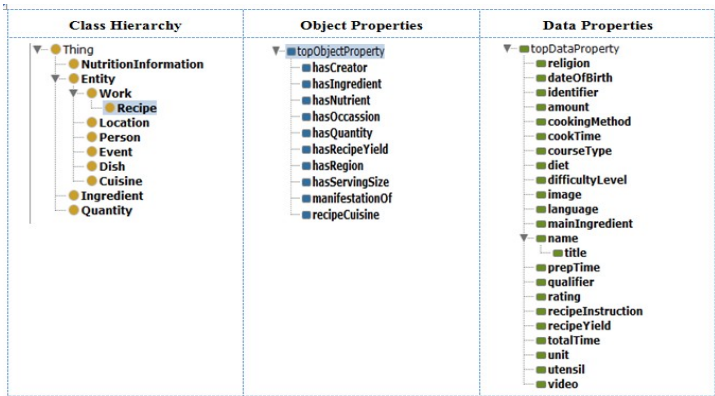 Class Hierarchy
Thing
NutritionInformation
Entity
Work
Recipe
Location
Person
Event
Dish
Cuisine
Ingredient
Quantity
Object Properties
topObjectProperty
hasCreator
hasIngredient
hasNutrient
hasOccassion
hasQuantity
hasRecipeYield
hasRegion
hasServingSize
manifestationOf
recipeCuisine
Data Properties
topDataProperty
religion
dateOfBirth
identifier
amount
cookingMethod
cookTime
courseType
diet
difficultyLevel
image
language
mainIngredient
name
title
prepTime
qualifier
rating
recipeInstruction
recipeYield
totalTime
unit
utensil
video